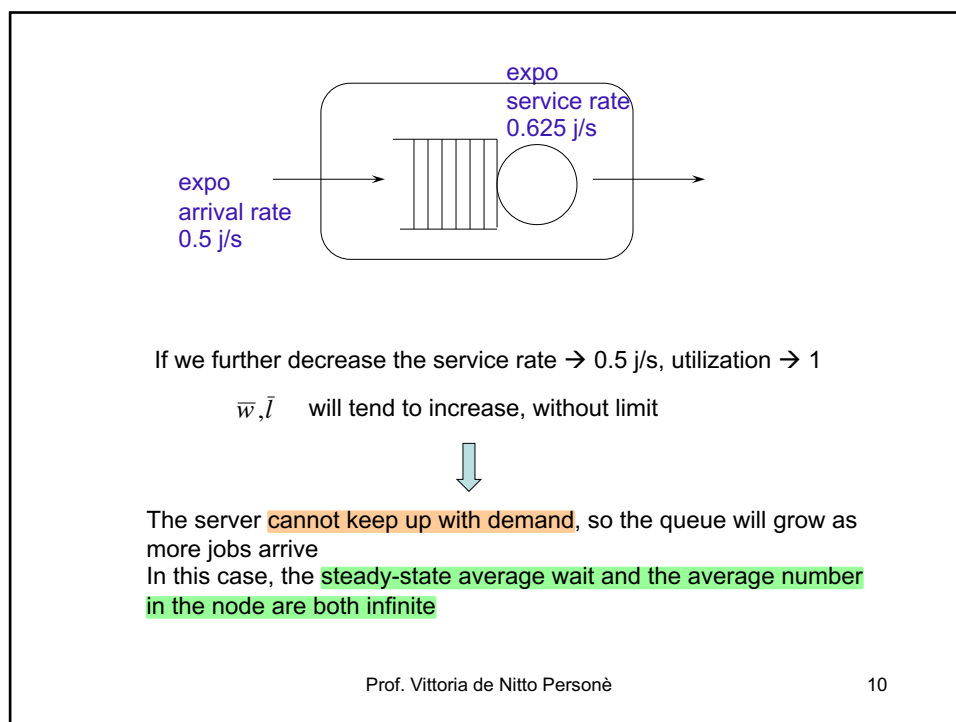 expo
service rate
0.625 j/s
expo
arrival rate
0.5 j/s
If we further decrease the service rate → 0.5 j/s, utilization → 1
w̅, l̅ will tend to increase, without limit
The server cannot keep up with demand, so the queue will grow as
more jobs arrive
In this case, the steady-state average wait and the average number
in the node are both infinite
Prof. Vittoria de Nitto Personè 10